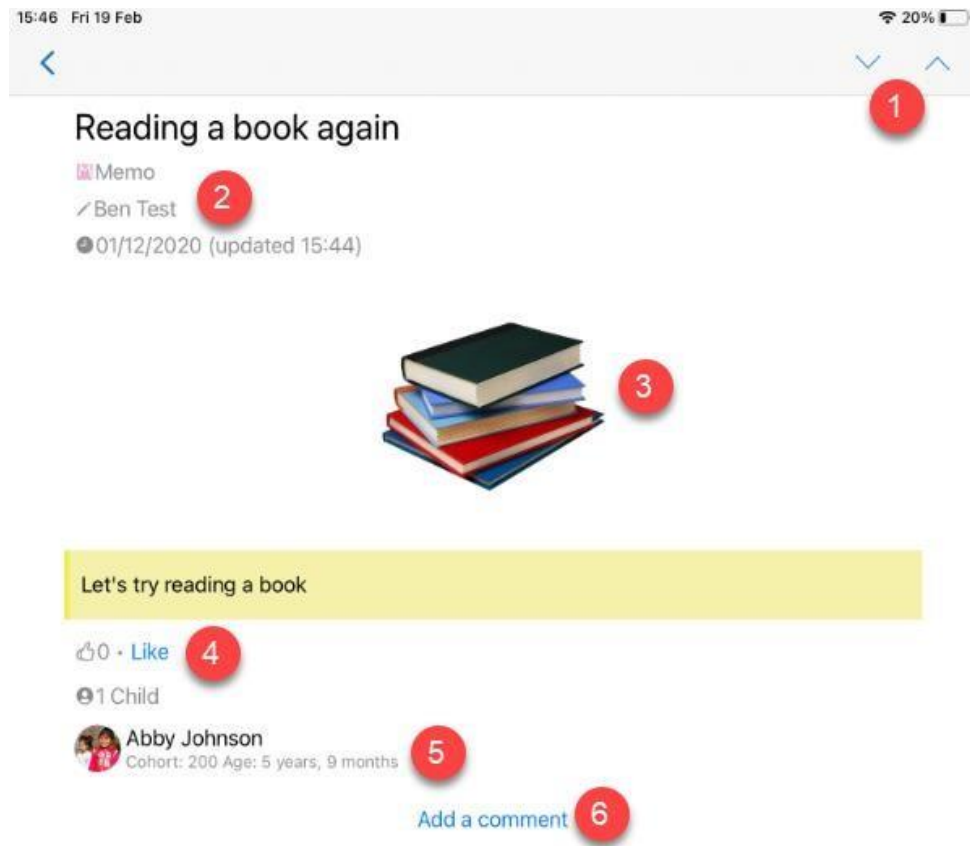 15:46 Fri 19 Feb 20%
1
Reading a book again
Memo
Ben Test
2
01/12/2020 (updated 15:44)
3
Let's try reading a book
0 · Like
4
1 Child
Abby Johnson
Cohort: 200 Age: 5 years, 9 months
5
Add a comment
6